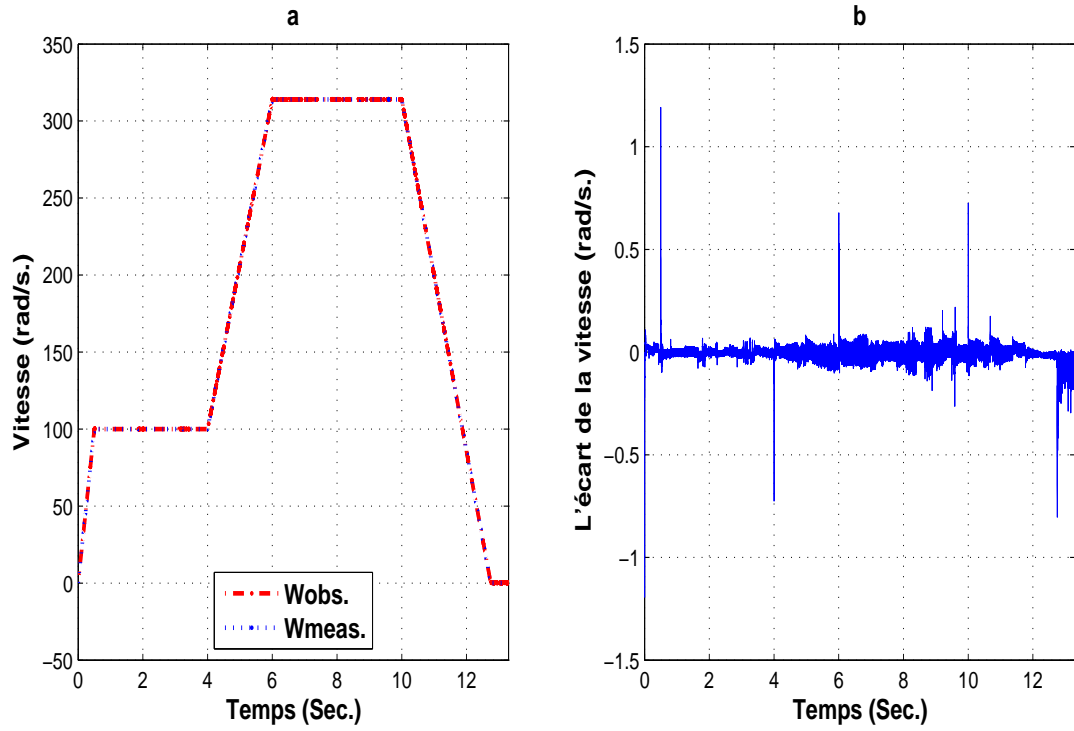 a
350
300
250
200
150
100
50
0
−50
0 2 4 6 8 10 12
Vitesse (rad/s.)
Temps (Sec.)
Wobs.
Wmeas.
b
1.5
1
0.5
0
−0.5
−1
−1.5
0 2 4 6 8 10 12
L'écart de la vitesse (rad/s.)
Temps (Sec.)